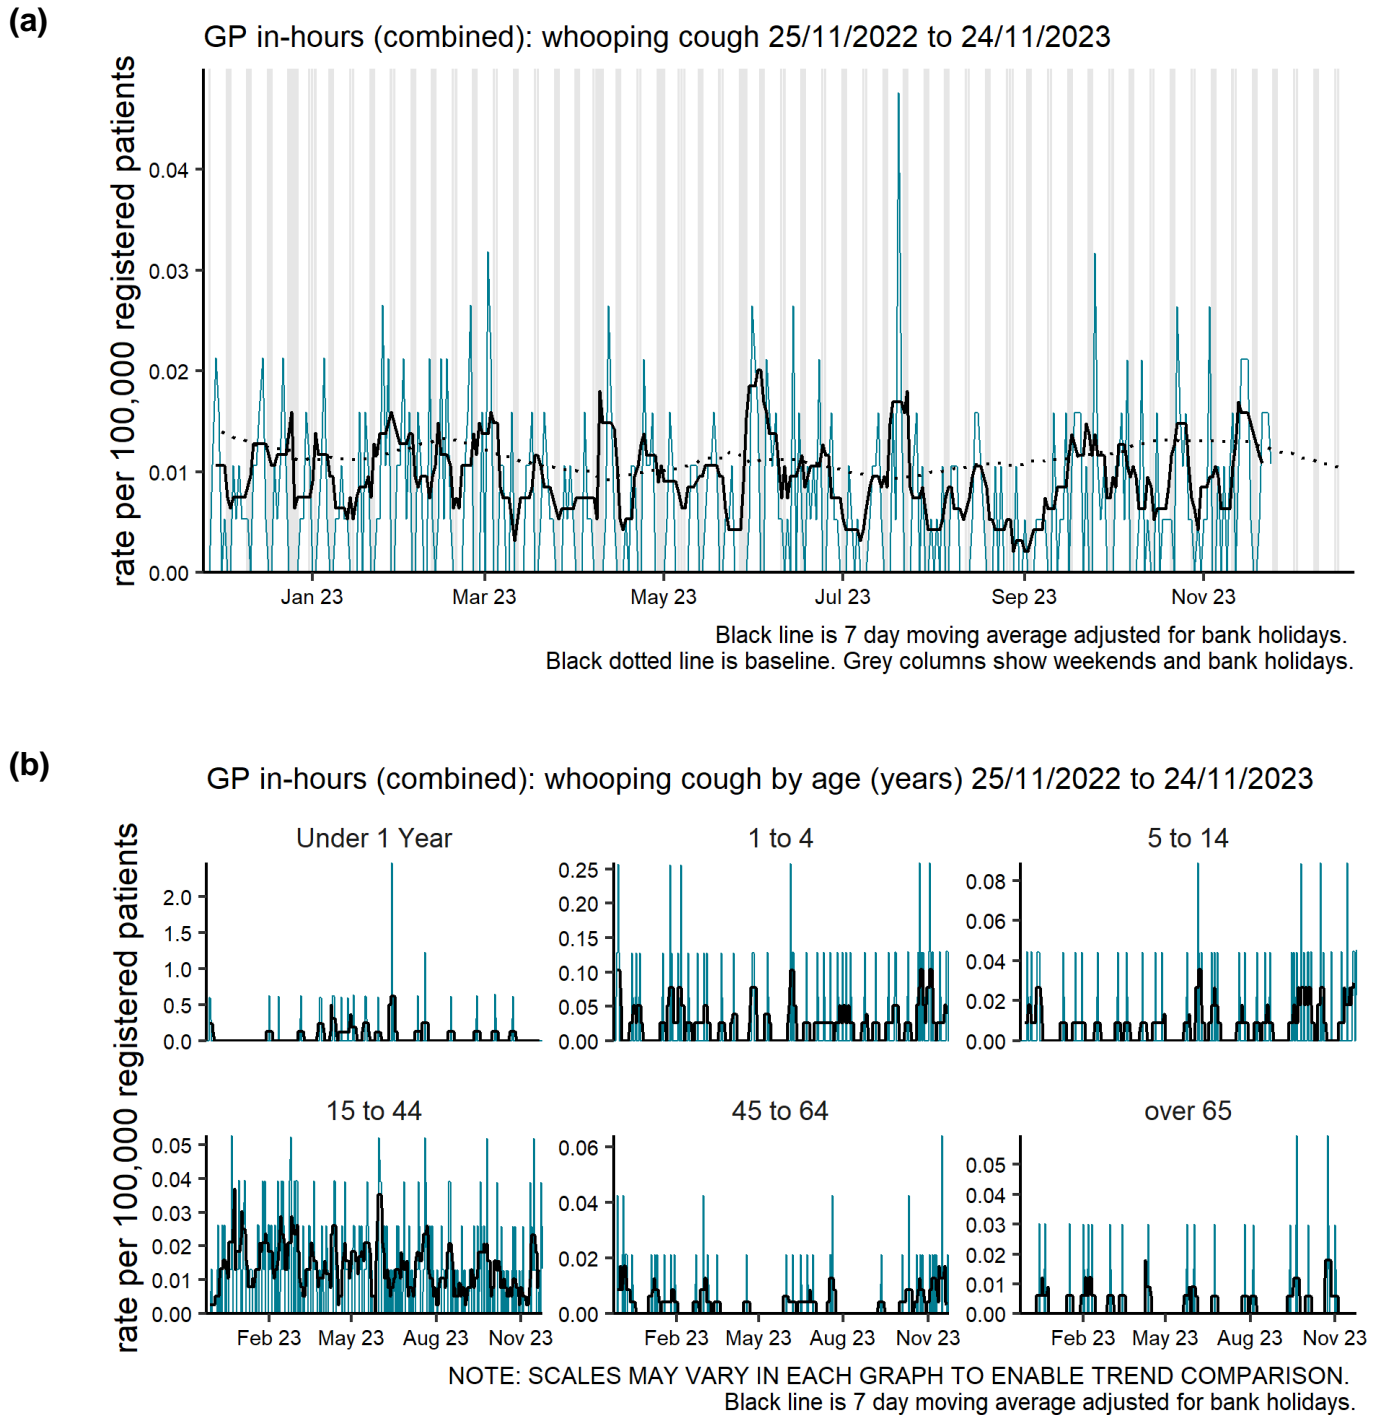 (a)
GP in-hours (combined): whooping cough 25/11/2022 to 24/11/2023
rate per 100,000 registered patients
0.04
0.03
0.02
0.01
0.00
Jan 23 Mar 23 May 23 Jul 23 Sep 23 Nov 23
Black line is 7 day moving average adjusted for bank holidays.
Black dotted line is baseline. Grey columns show weekends and bank holidays.
(b)
GP in-hours (combined): whooping cough by age (years) 25/11/2022 to 24/11/2023
rate per 100,000 registered patients
Under 1 Year
2.0
1.5
1.0
0.5
0.0
1 to 4
0.25
0.20
0.15
0.10
0.05
0.00
5 to 14
0.08
0.06
0.04
0.02
0.00
15 to 44
0.05
0.04
0.03
0.02
0.01
0.00
Feb 23 May 23 Aug 23 Nov 23
45 to 64
0.06
0.04
0.02
0.00
Feb 23 May 23 Aug 23 Nov 23
over 65
0.05
0.04
0.03
0.02
0.01
0.00
Feb 23 May 23 Aug 23 Nov 23
NOTE: SCALES MAY VARY IN EACH GRAPH TO ENABLE TREND COMPARISON.
Black line is 7 day moving average adjusted for bank holidays.